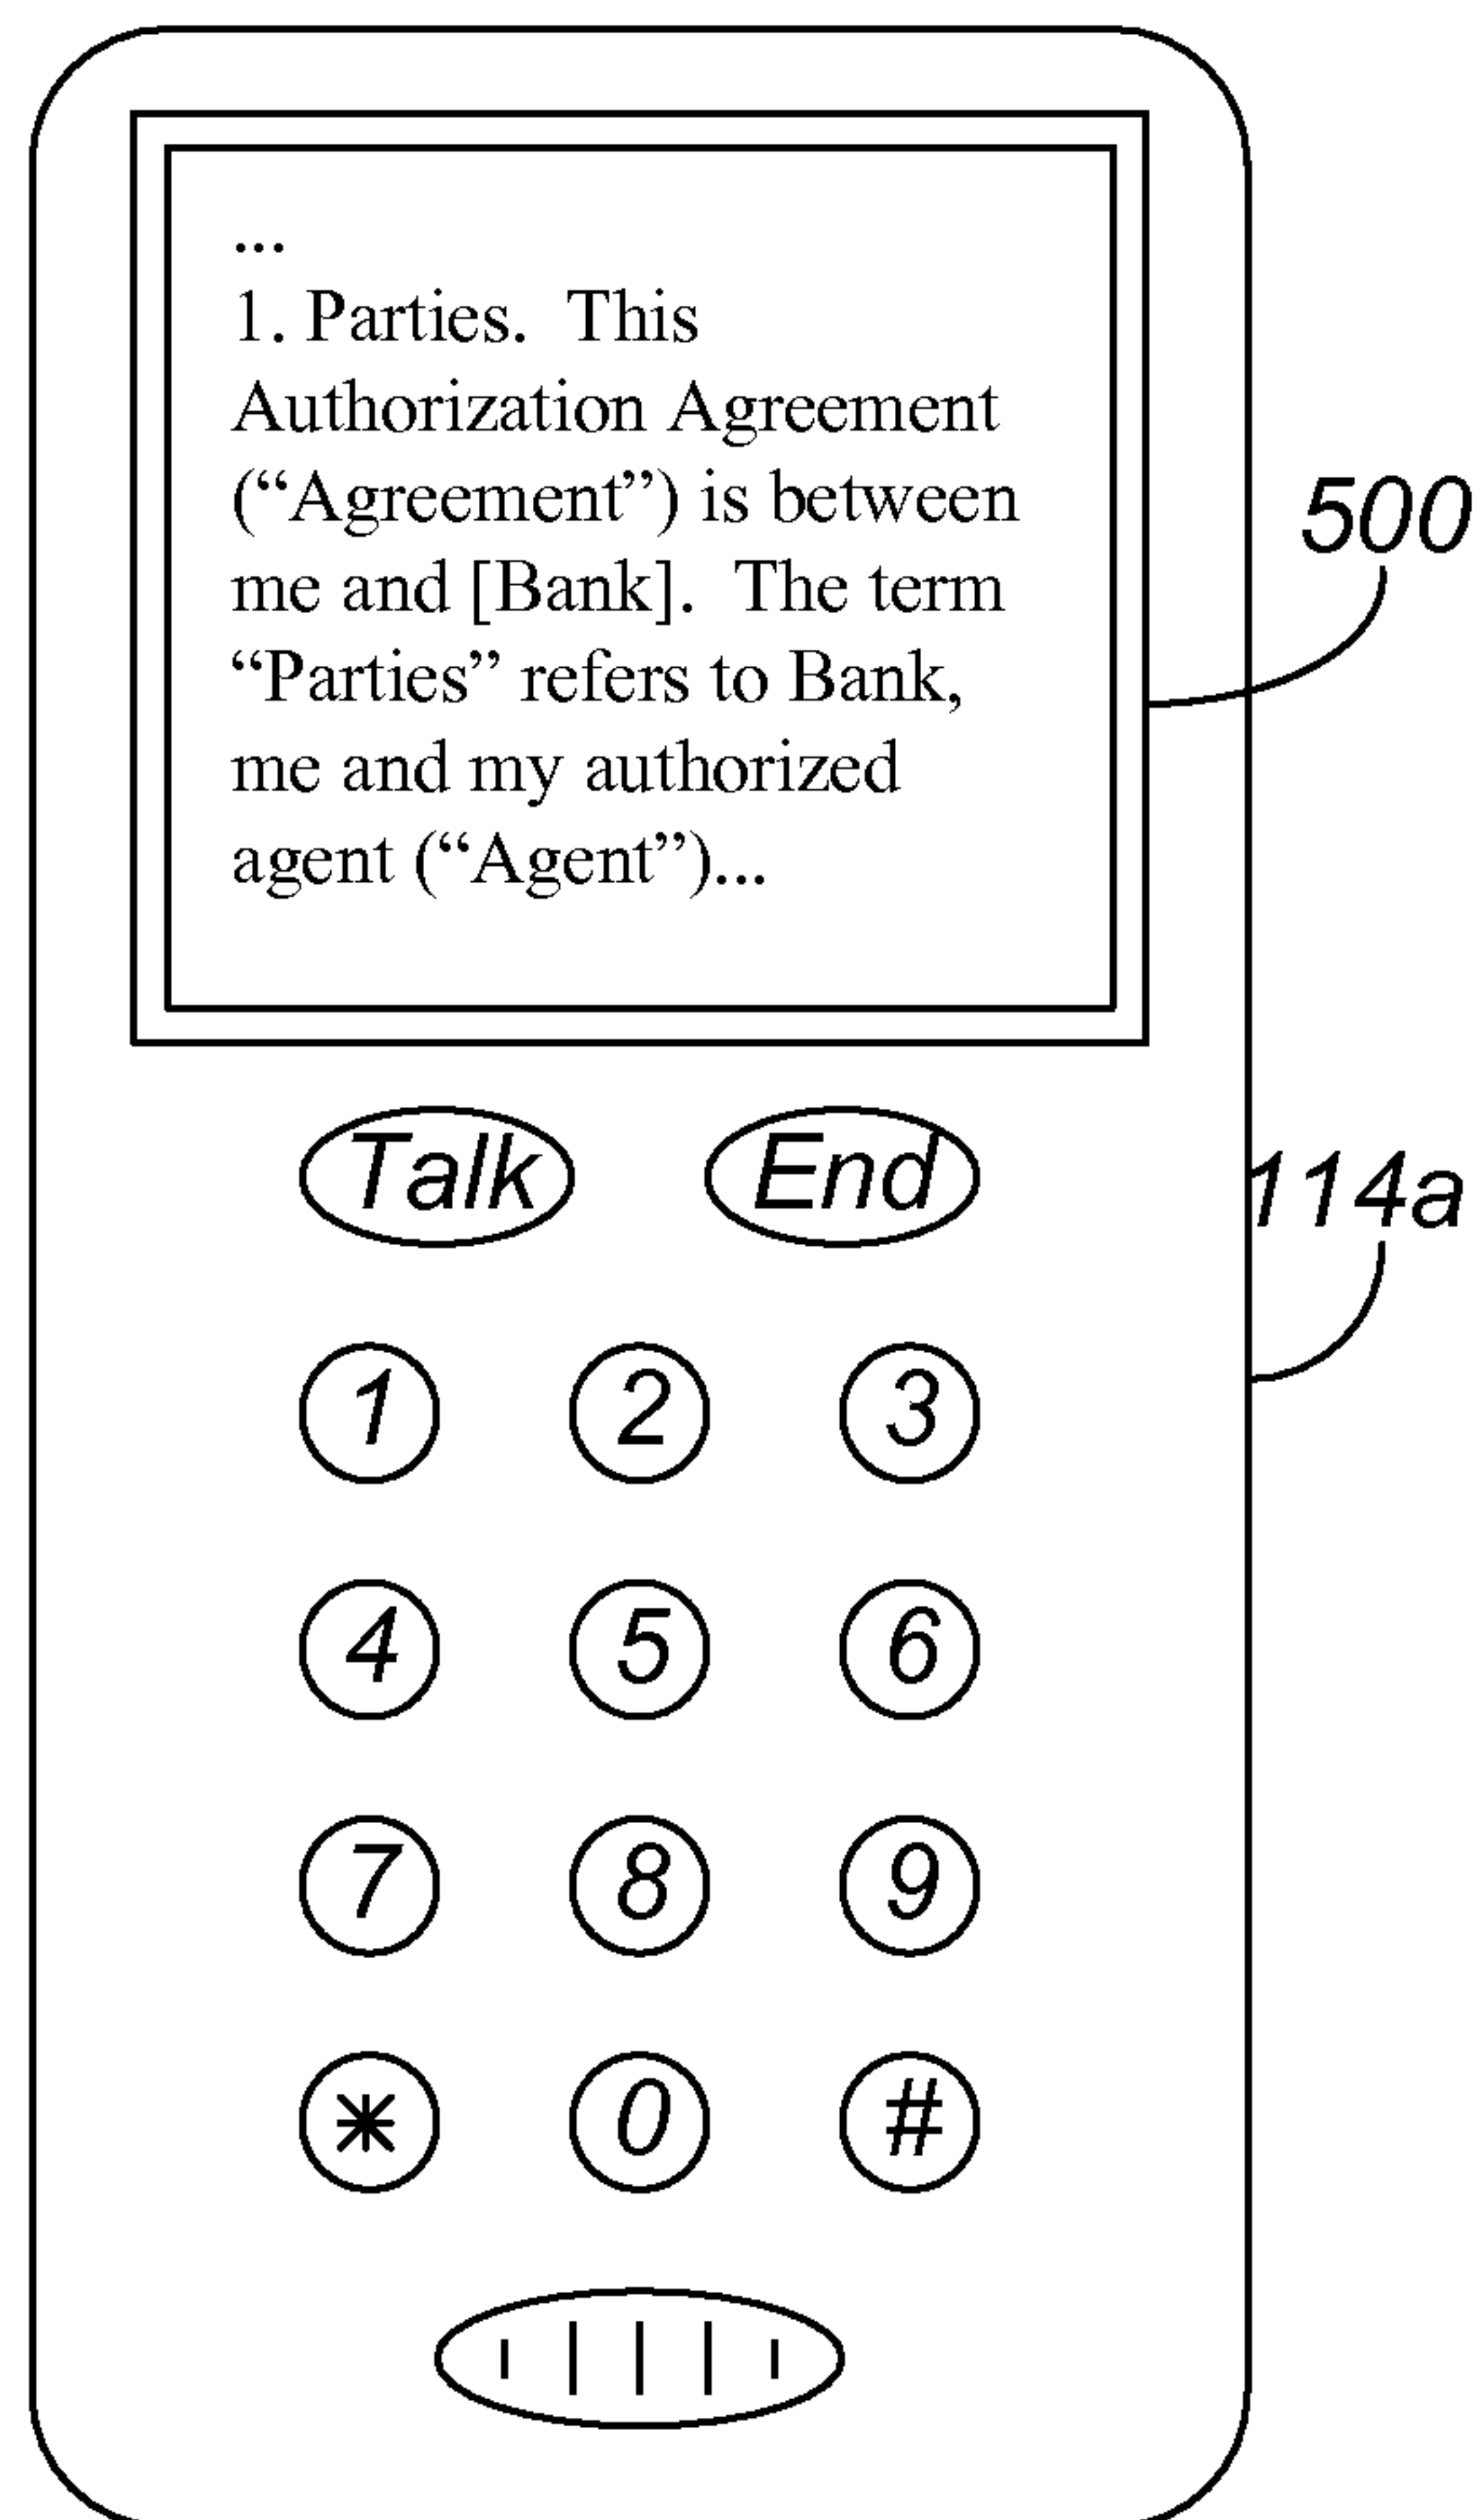 ...
1. Parties.  This
Authorization Agreement
(“Agreement”) is between
me and [Bank].  The term
“Parties” refers to Bank,
me and my authorized
agent (“Agent”)...
500
Talk End
114a
1 2 3
4 5 6
7 8 9
* 0 #